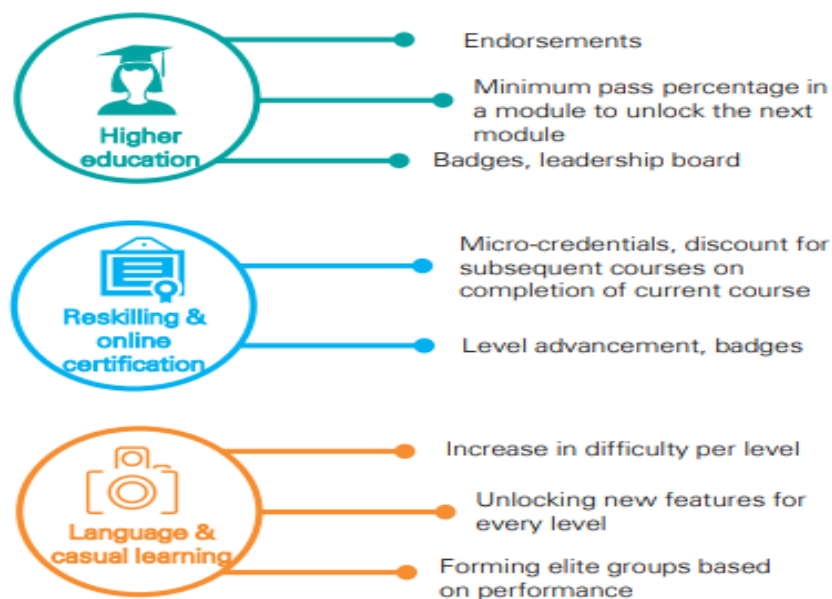 Higher
education
Endorsements
Minimum pass percentage in
a module to unlock the next
module
Badges, leadership board
Reskilling &
online
certification
Micro-credentials, discount for
subsequent courses on
completion of current course
Level advancement, badges
Language &
casual learning
Increase in difficulty per level
Unlocking new features for
every level
Forming elite groups based
on performance